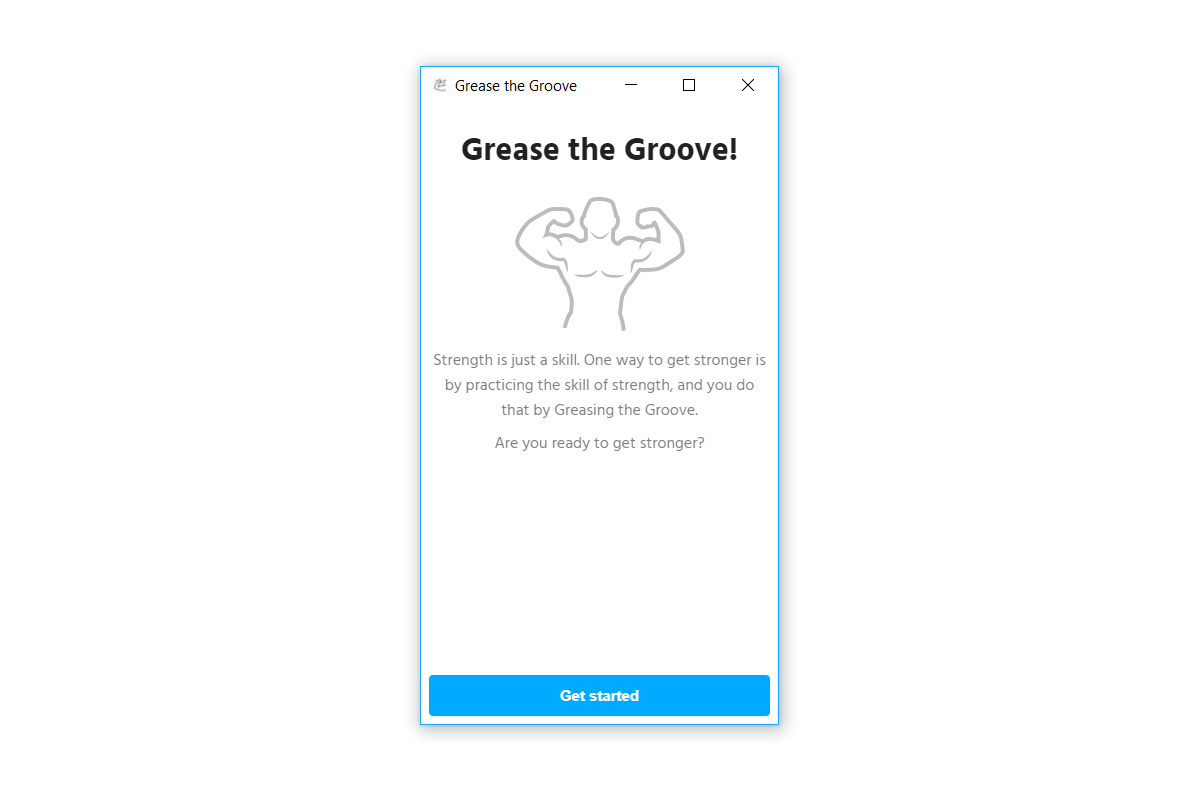 Grease the Groove
Grease the Groove!
Strength is just a skill. One way to get stronger is
by practicing the skill of strength, and you do
that by Greasing the Groove.
Are you ready to get stronger?
Get started